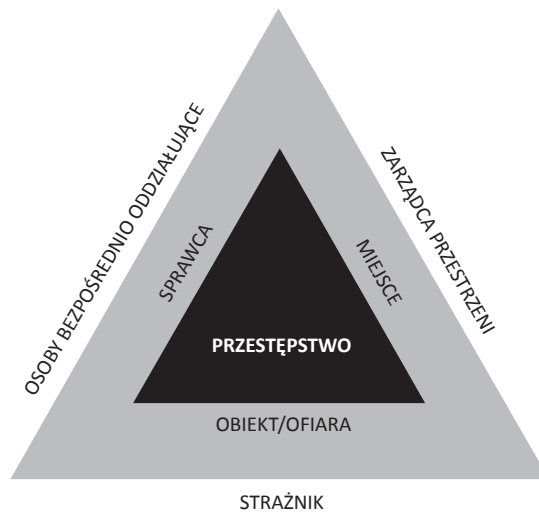 OSOBY BEZPOŚREDNIO ODDZIAŁUJĄCE
ZARZĄDCA PRZESTRZENI
SPRAWCA
MIEJSCE
PRZESTĘPSTWO
OBIEKT/OFIARA
STRAŻNIK